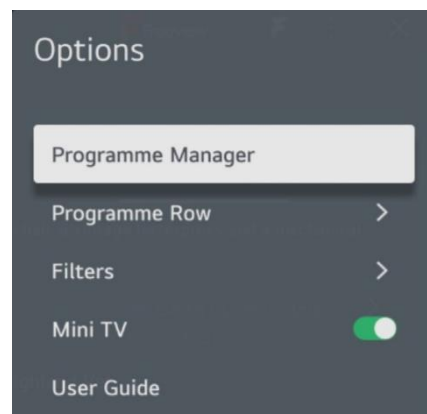 Options
Programme Manager
Programme Row
Filters
Mini TV
User Guide